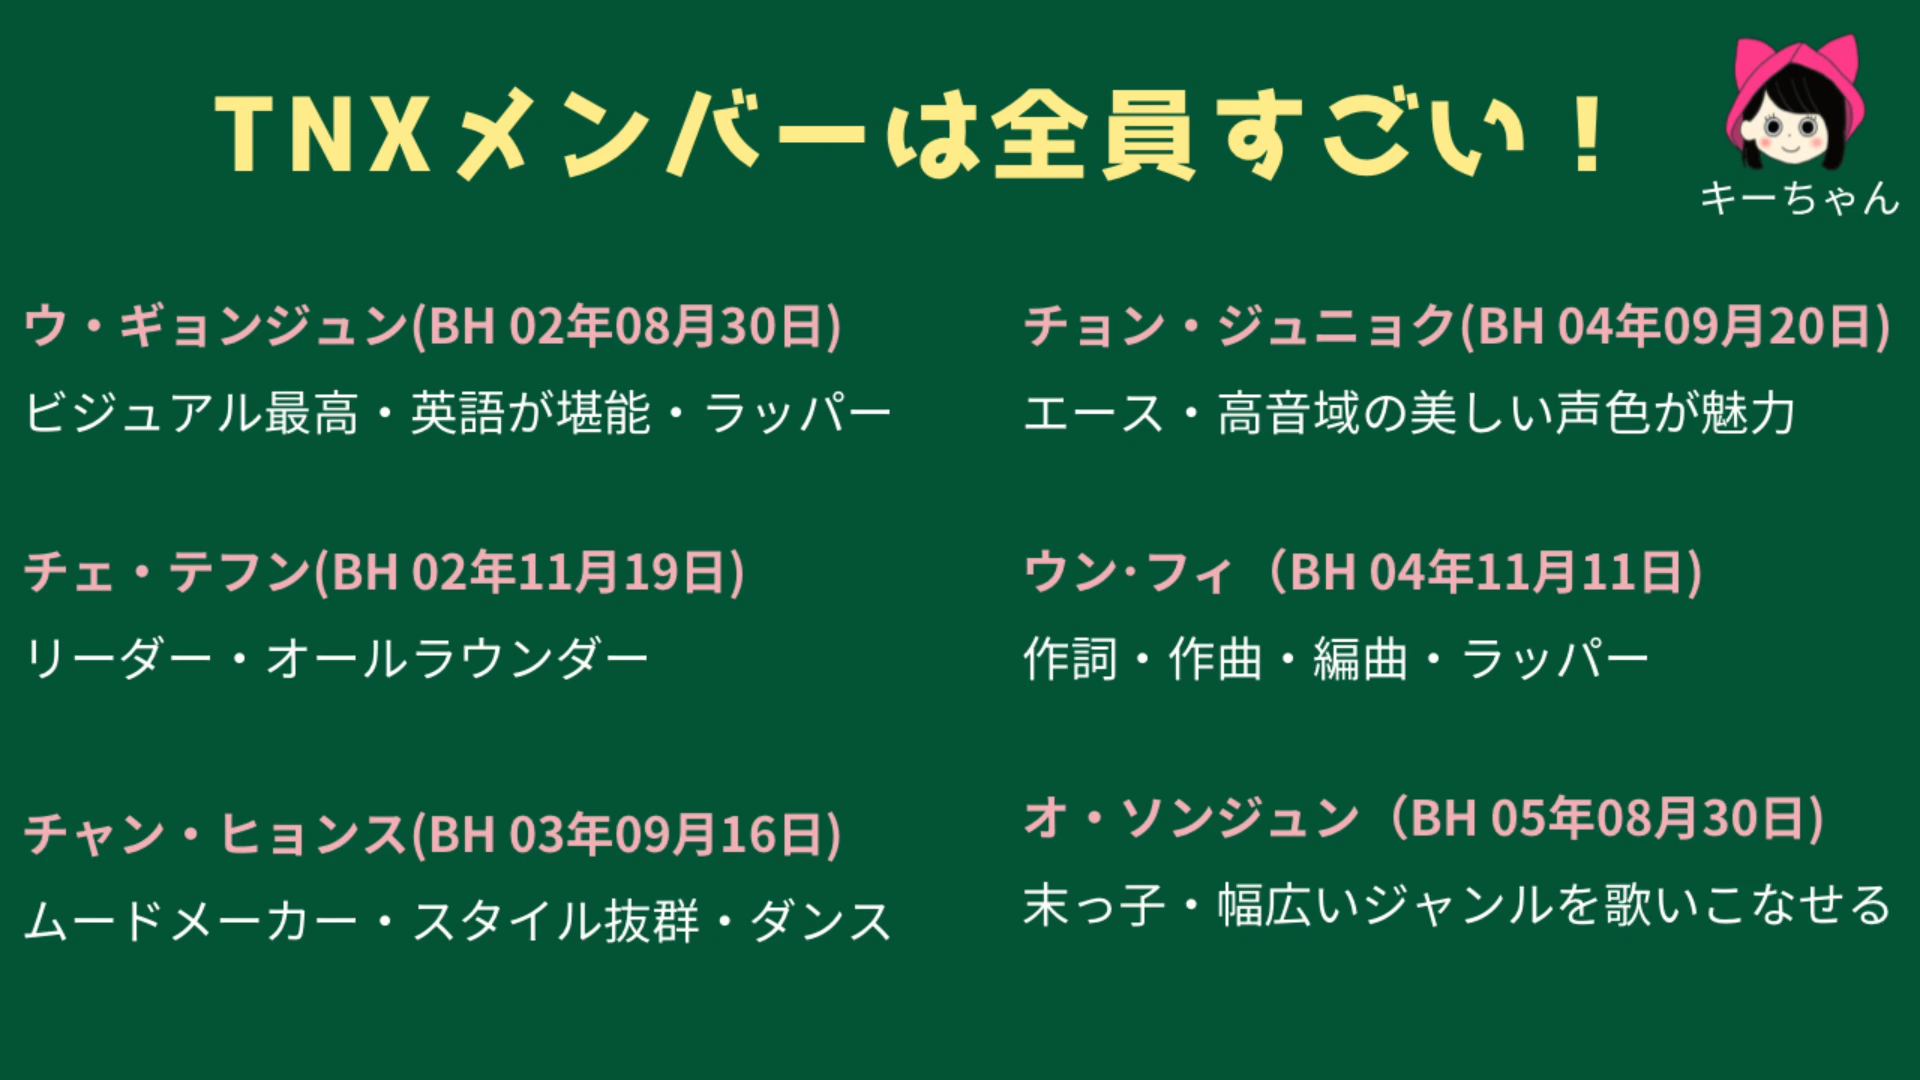 TNXメンバーは全員すごい！
キーちゃん
ウ・ギョンジュン(BH 02年08月30日)
ビジュアル最高・英語が堪能・ラッパー
チェ・テフン(BH 02年11月19日)
リーダー・オールラウンダー
チャン・ヒョンス(BH 03年09月16日)
ムードメーカー・スタイル抜群・ダンス
チョン・ジュニョク(BH 04年09月20日)
エース・高音域の美しい声色が魅力
ウン·フィ（BH 04年11月11日)
作詞・作曲・編曲・ラッパー
オ・ソンジュン（BH 05年08月30日)
末っ子・幅広いジャンルを歌いこなせる